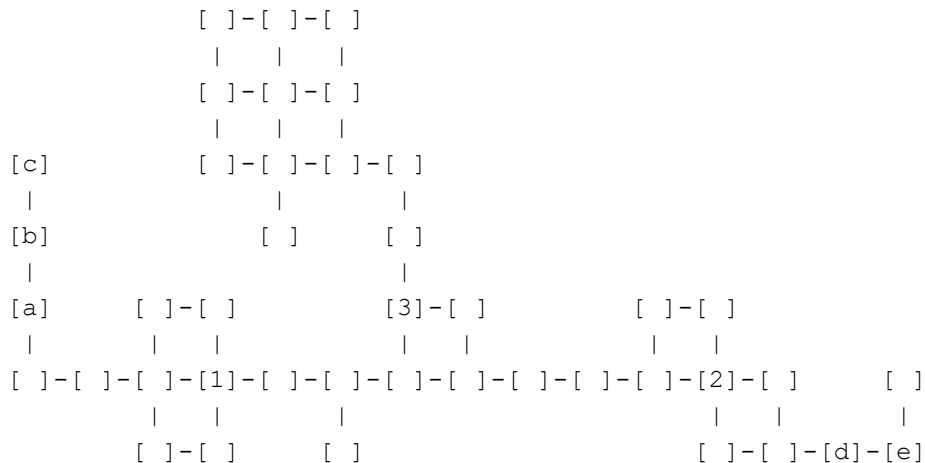 [ ]-[ ]-[ ]
| | |
[ ]-[ ]-[ ]
| | |
[c] [ ]-[ ]-[ ]-[ ]
| | |
[b] [ ] [ ]
| |
[a] [ ]-[ ] [3]-[ ] [ ]-[ ]
| | | | | | |
[ ]-[ ]-[ ]-[1]-[ ]-[ ]-[ ]-[ ]-[ ]-[ ]-[ ]-[2]-[ ] [ ]
| | | | | |
[ ]-[ ] [ ] [ ]-[ ]-[d]-[e]